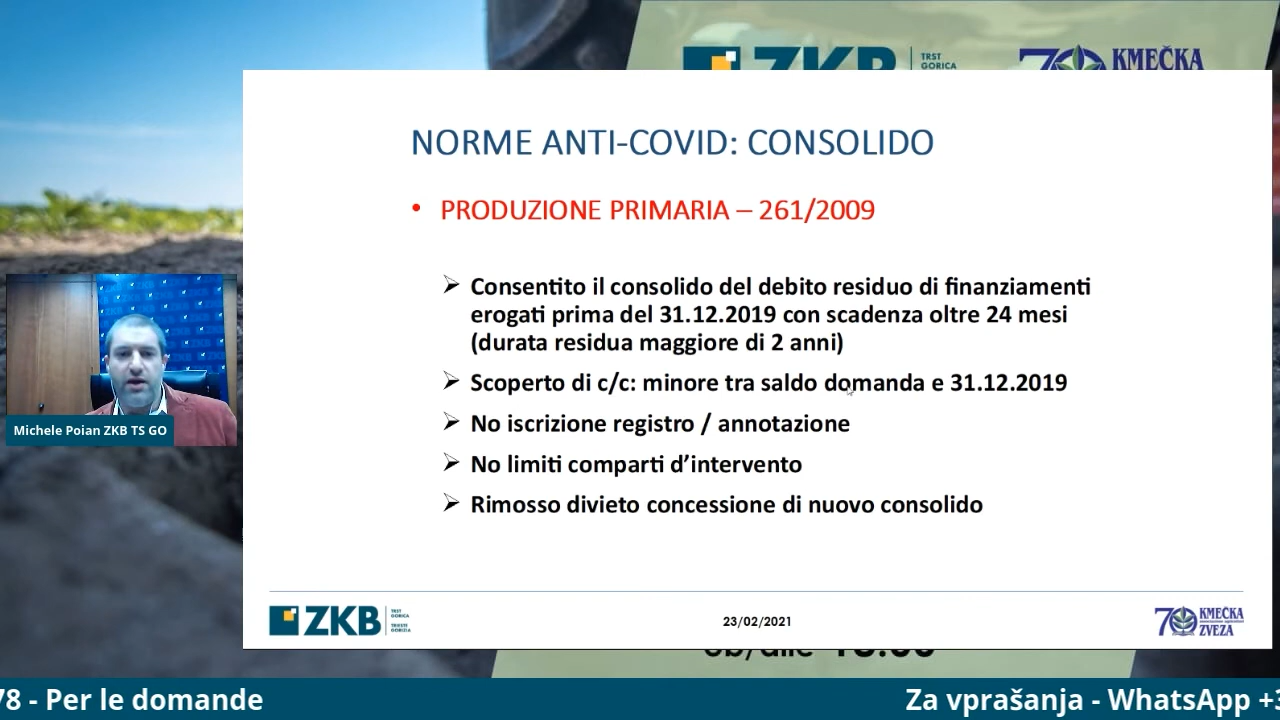 ZKB
TRST
GORICA
70 KMEČKA
NORME ANTI-COVID: CONSOLIDO
• PRODUZIONE PRIMARIA – 261/2009
➢ Consentito il consolido del debito residuo di finanziamenti
erogati prima del 31.12.2019 con scadenza oltre 24 mesi
(durata residua maggiore di 2 anni)
➢ Scoperto di c/c: minore tra saldo domanda e 31.12.2019
➢ No iscrizione registro / annotazione
➢ No limiti comparti d’intervento
➢ Rimosso divieto concessione di nuovo consolido
Michele Poian ZKB TS GO
ZKB
TRST
GORICA
TRIESTE
GORIZIA
23/02/2021
70 KMEČKA
ZVEZA
ob/alle
78 - Per le domande
Za vprašanja - WhatsApp +3